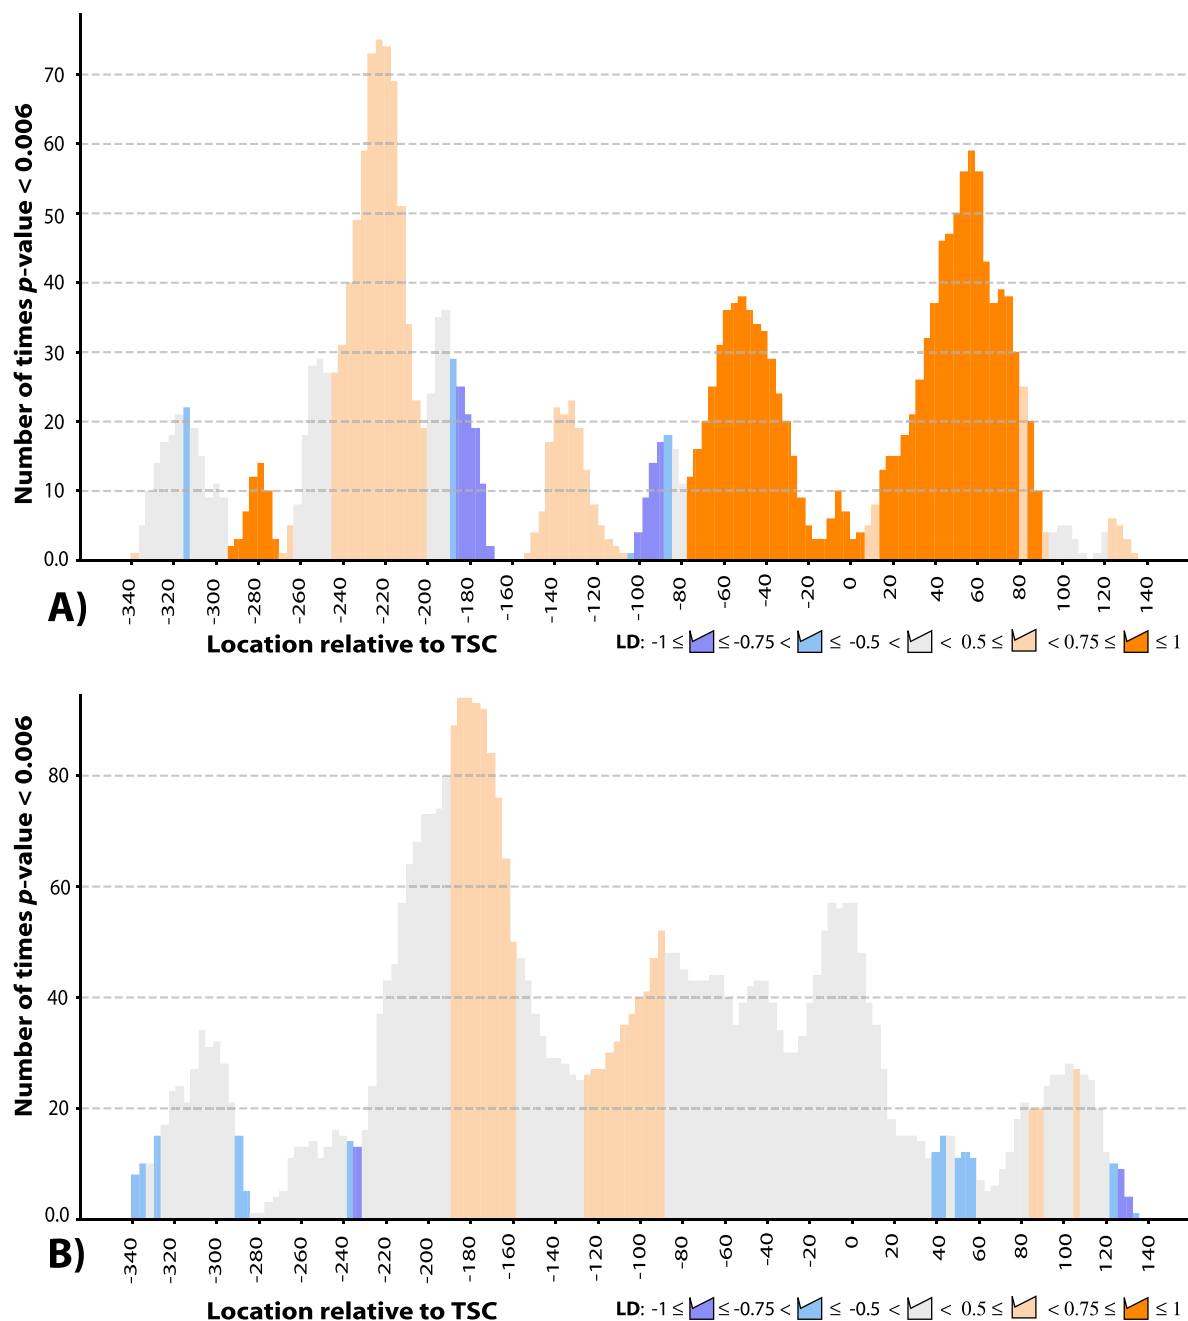 Number of times p-value < 0.006
70
60
50
40
30
20
10
0.0
-340 -320 -300 -280 -260 -240 -220 -200 -180 -160 -140 -120 -100 -80 -60 -40 -20 0 20 40 60 80 100 120 140
A)
Location relative to TSC
LD: -1 ≤ ≤ -0.75 < ≤ -0.5 < < 0.5 ≤ < 0.75 ≤ ≤ 1
Number of times p-value < 0.006
80
60
40
20
0.0
-340 -320 -300 -280 -260 -240 -220 -200 -180 -160 -140 -120 -100 -80 -60 -40 -20 0 20 40 60 80 100 120 140
B)
Location relative to TSC
LD: -1 ≤ ≤ -0.75 < ≤ -0.5 < < 0.5 ≤ < 0.75 ≤ ≤ 1